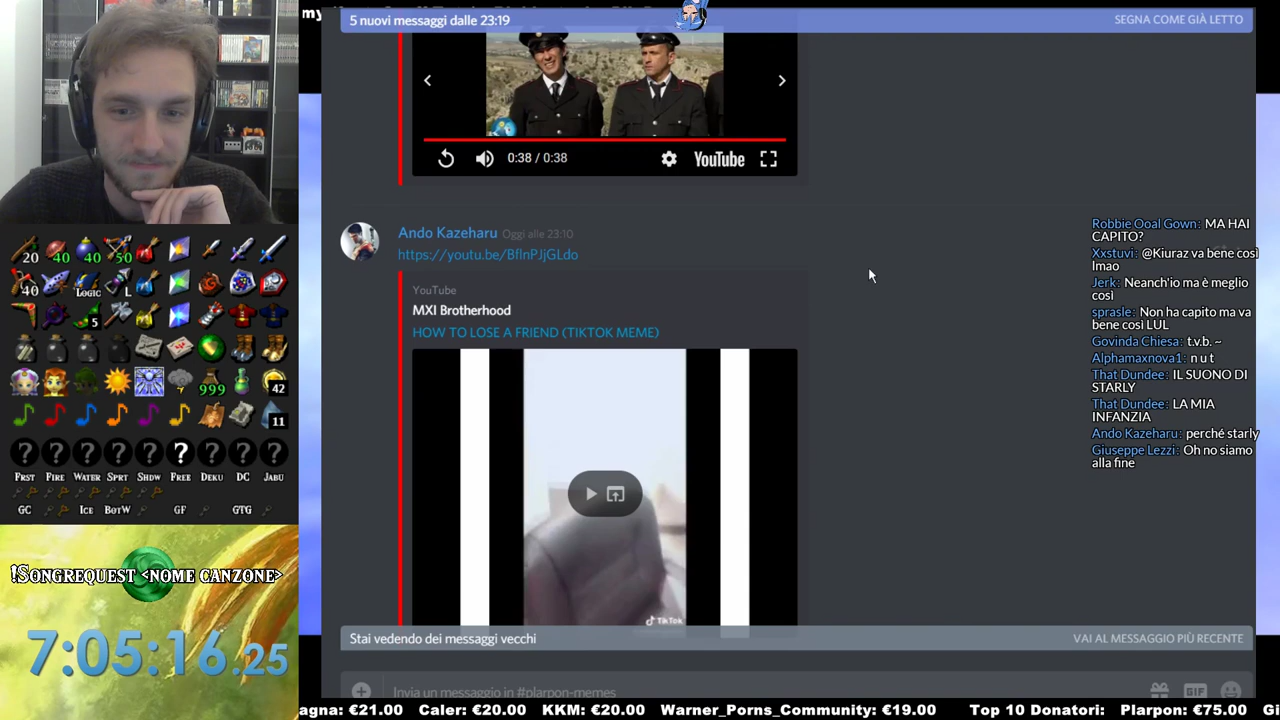 5 nuovi messaggi dalle 23:19
SEGNA COME GIÀ LETTO
0:38 / 0:38
YouTube
Ando Kazeharu Oggi alle 23:10
https://youtu.be/BflnPJjGLdo
YouTube
MXI Brotherhood
HOW TO LOSE A FRIEND (TIKTOK MEME)
TikTok
Stai vedendo dei messaggi vecchi
VAI AL MESSAGGIO PIÙ RECENTE
Invia un messaggio in #plarpon-memes
GIF
Robbie Ooal Gown: MA HAI
CAPITO?
Xxstuvi: @Kiuraz va bene così
lmao
Jerk: Neanch'io ma è meglio
così
sprasle: Non ha capito ma va
bene così LUL
Govinda Chiesa: t.v.b. ~
Alphamaxnova1: n u t
That Dundee: IL SUONO DI
STARLY
That Dundee: LA MIA
INFANZIA
Ando Kazeharu: perché starly
Giuseppe Lezzi: Oh no siamo
alla fine
20 40 40 50
40 LOGIC L
5
999 42
11
? ? ? ? ? ? ? ? ?
FRST FIRE WATER SPRT SHDW FREE DEKU DC JABU
GC ICE BOTW GF GTG
!SONGREQUEST <NOME CANZONE>
7:05:16.25
agna: €21.00 Caler: €20.00 KKM: €20.00 Warner_Porns_Community: €19.00 Top 10 Donatori: Plarpon: €75.00 Gi